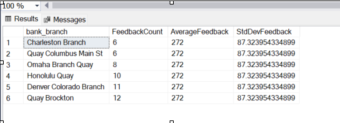 100 %
Results Messages
bank_branch FeedbackCount AverageFeedback StdDevFeedback
1 Charleston Branch 6 272 87.323954334899
2 Quay Columbus Main St 6 272 87.323954334899
3 Omaha Branch Quay 8 272 87.323954334899
4 Honolulu Quay 10 272 87.323954334899
5 Denver Colorado Branch 11 272 87.323954334899
6 Quay Brockton 12 272 87.323954334899